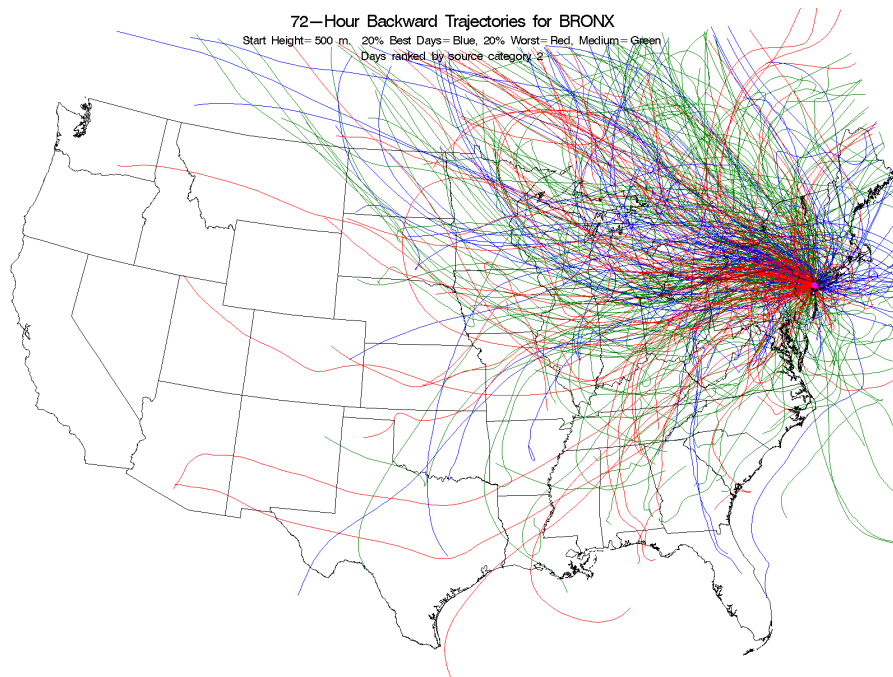 72-Hour Backward Trajectories for BRONX
Start Height= 500 m. 20% Best Days=Blue, 20% Worst=Red, Medium=Green
Days ranked by source category 2